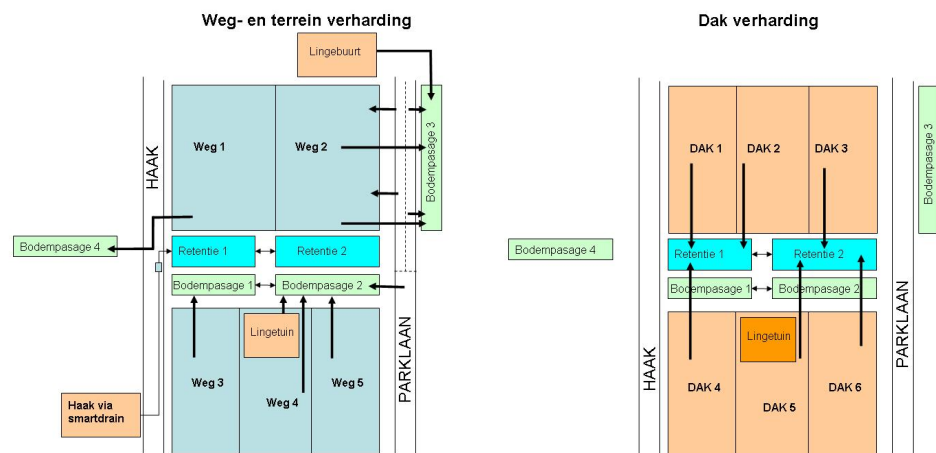 Weg- en terrein verharding
Lingebuurt
HAAK
Weg 1
Weg 2
Bodempasage 3
Bodempasage 4
Retentie 1
Retentie 2
Bodempasage 1
Bodempasage 2
Lingetuin
Weg 3
Weg 4
Weg 5
PARKLAAN
Haak via
smartdrain
Dak verharding
DAK 1
DAK 2
DAK 3
PARKLAAN
Bodempasage 3
Bodempasage 4
Retentie 1
Retentie 2
Bodempasage 1
Bodempasage 2
Lingetuin
HAAK
DAK 4
DAK 5
DAK 6